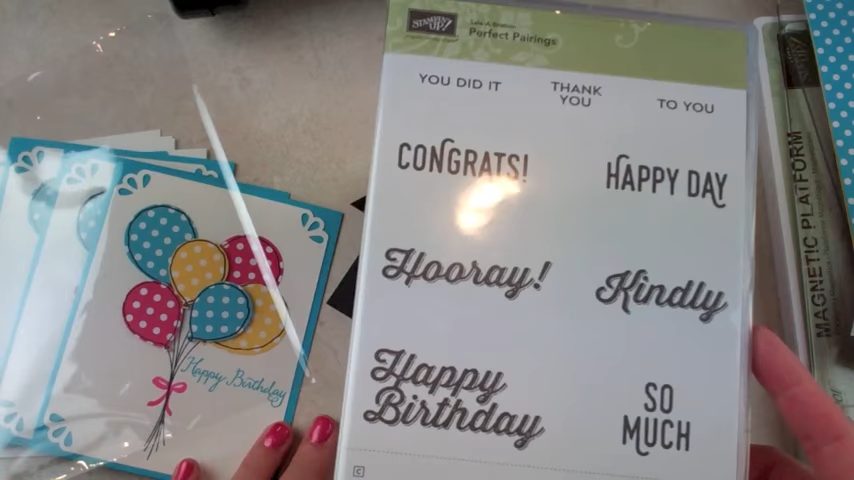 STAMPIN' UP!
Perfect Pairings
YOU DID IT
THANK
YOU
TO YOU
CONGRATS!
HAPPY DAY
Hooray!
Kindly
Happy
Birthday
SO
MUCH
C
Happy Birthday
MAGNETIC PLATFORM